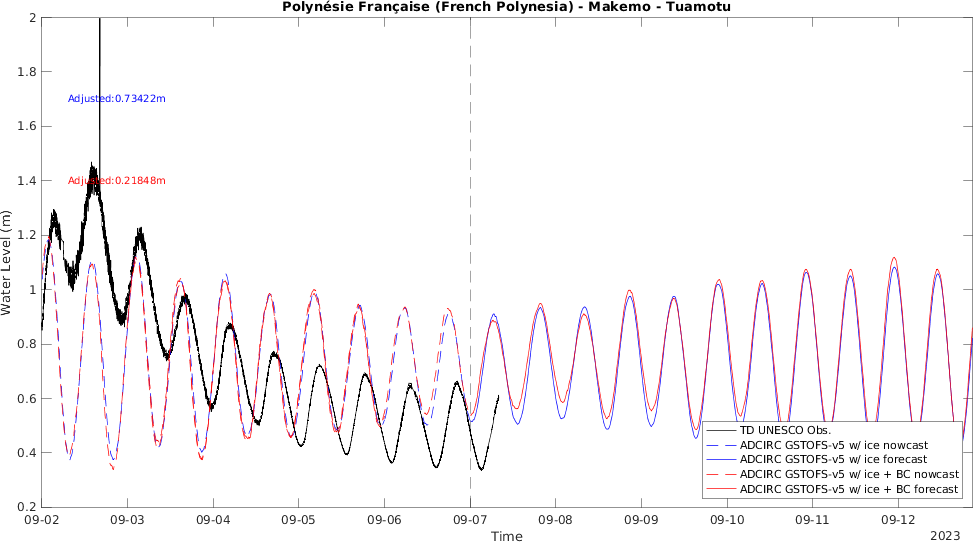 Polynésie Française (French Polynesia) - Makemo - Tuamotu
2
1.8
Adjusted:0.73422m
1.6
1.4
Adjusted:0.21848m
1.2
Water Level (m)
1
0.8
0.6
0.4
0.2
TD UNESCO Obs.
ADCIRC GSTOFS-v5 w/ ice nowcast
ADCIRC GSTOFS-v5 w/ ice forecast
ADCIRC GSTOFS-v5 w/ ice + BC nowcast
ADCIRC GSTOFS-v5 w/ ice + BC forecast
09-02 09-03 09-04 09-05 09-06 09-07 09-08 09-09 09-10 09-11 09-12
Time
2023